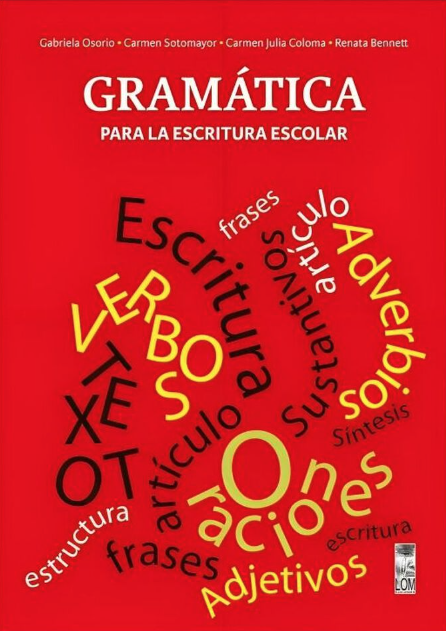 Gabriela Osorio • Carmen Sotomayor • Carmen Julia Coloma • Renata Bennett
GRAMÁTICA
PARA LA ESCRITURA ESCOLAR
Escritura
frases
artículo
Adverbios
Sustantivos
VERBOS
TEXTO
artículo
Síntesis
Oraciones
estructura
frases
escritura
Adjetivos
LOM